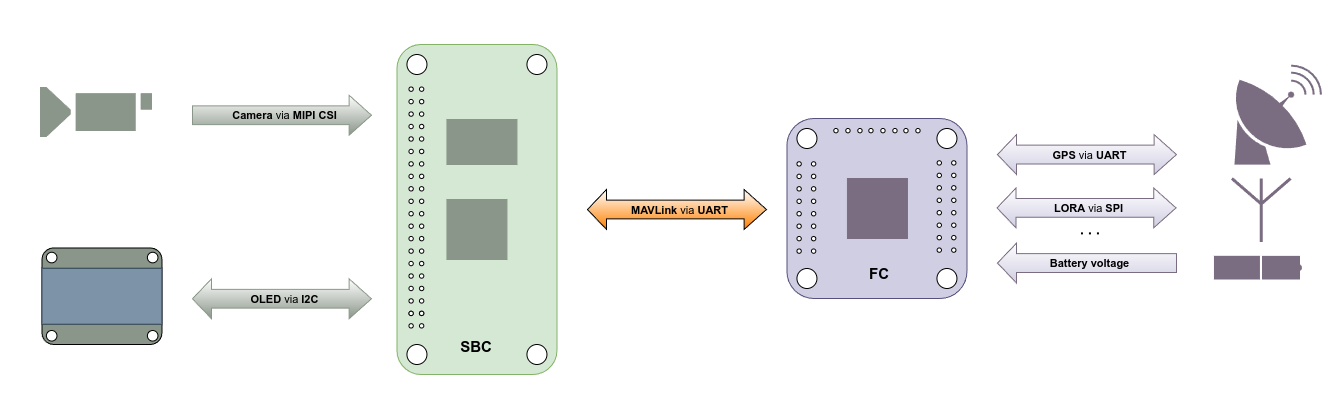 Camera via MIPI CSI
OLED via I2C
SBC
MAVLink via UART
FC
GPS via UART
LORA via SPI
...
Battery voltage